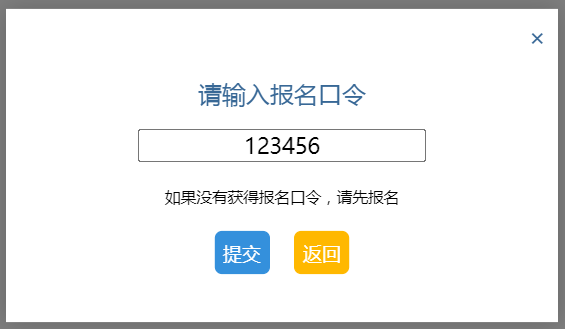 ×
请输入报名口令
123456
如果没有获得报名口令，请先报名
提交 返回